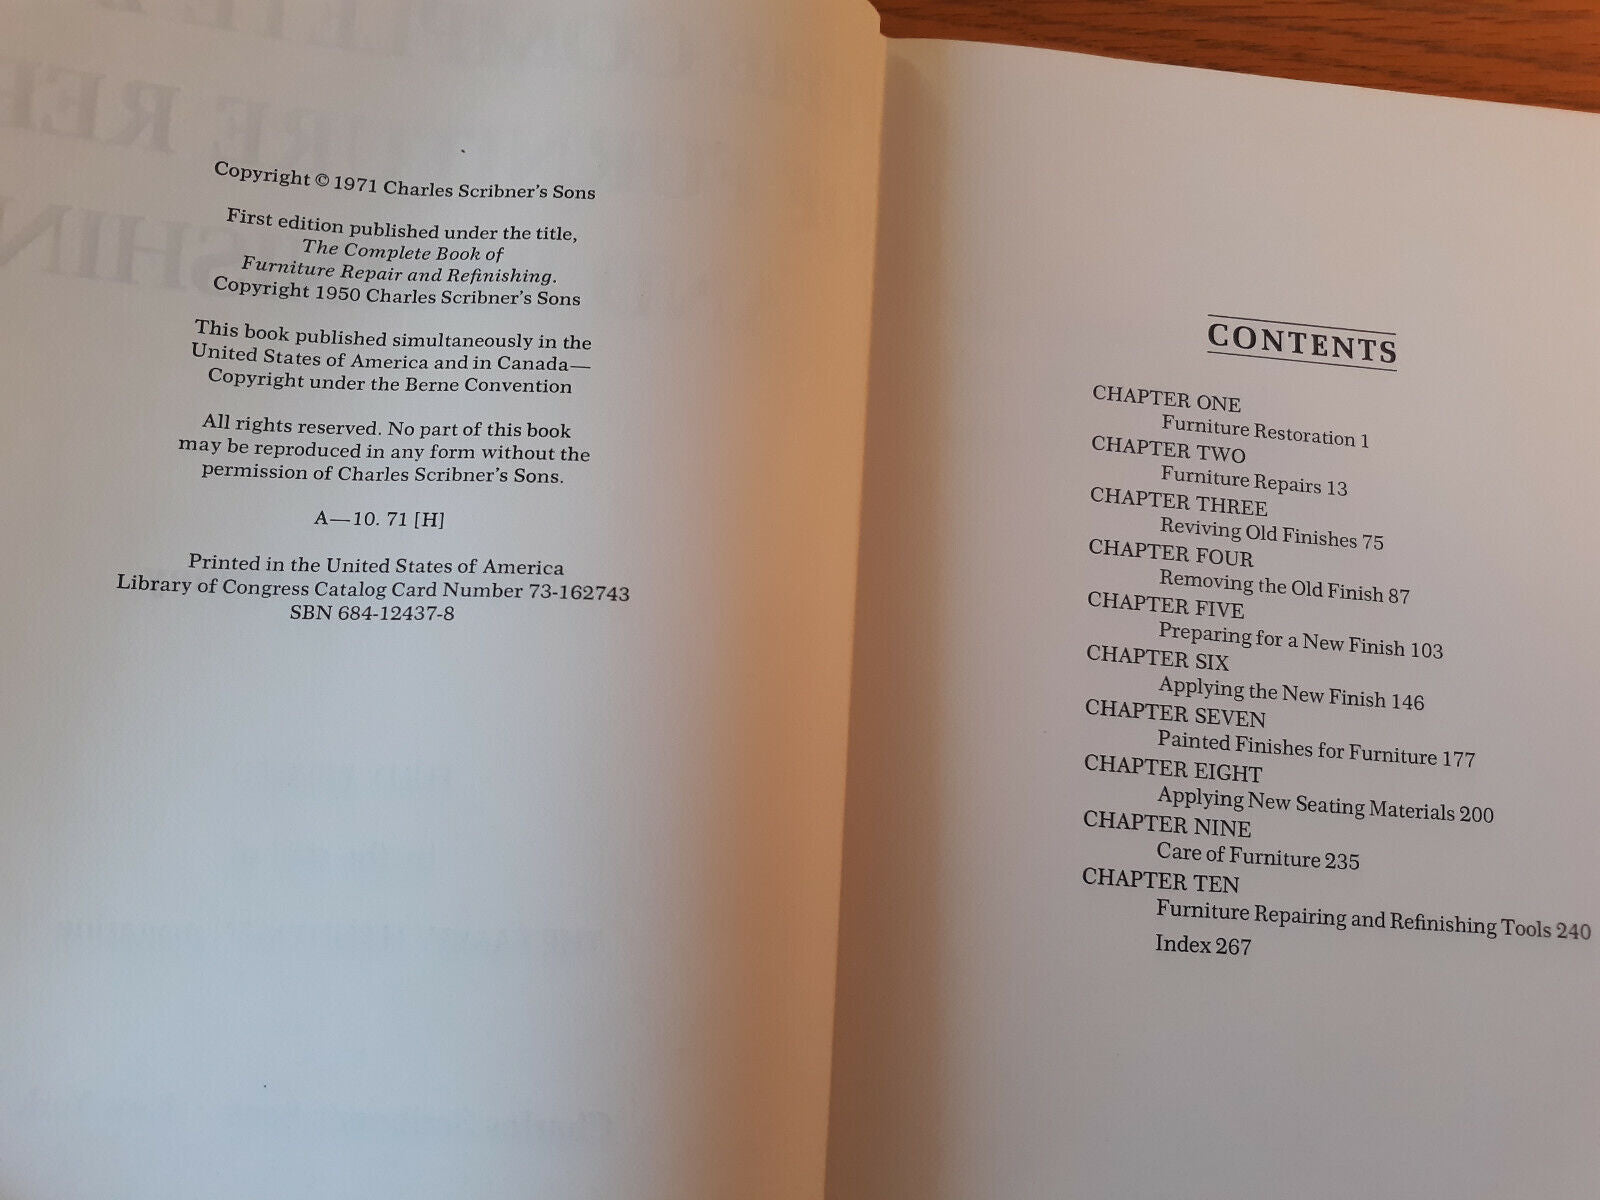 Copyright © 1971 Charles Scribner's Sons
First edition published under the title,
The Complete Book of
Furniture Repair and Refinishing.
Copyright 1950 Charles Scribner's Sons
This book published simultaneously in the
United States of America and in Canada—
Copyright under the Berne Convention
All rights reserved. No part of this book
may be reproduced in any form without the
permission of Charles Scribner's Sons.
A—10. 71 [H]
Printed in the United States of America
Library of Congress Catalog Card Number 73-162743
SBN 684-12437-8
CONTENTS
CHAPTER ONE
Furniture Restoration 1
CHAPTER TWO
Furniture Repairs 13
CHAPTER THREE
Reviving Old Finishes 75
CHAPTER FOUR
Removing the Old Finish 87
CHAPTER FIVE
Preparing for a New Finish 103
CHAPTER SIX
Applying the New Finish 146
CHAPTER SEVEN
Painted Finishes for Furniture 177
CHAPTER EIGHT
Applying New Seating Materials 200
CHAPTER NINE
Care of Furniture 235
CHAPTER TEN
Furniture Repairing and Refinishing Tools 240
Index 267